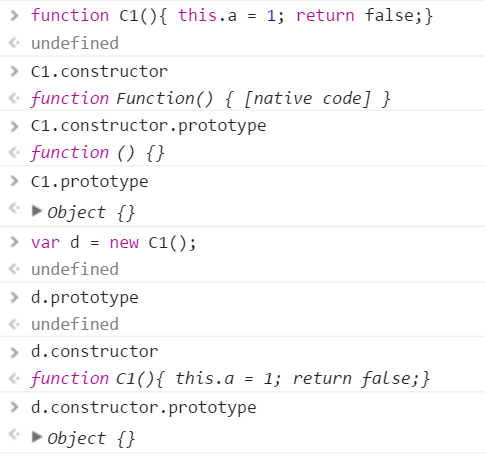 function C1(){ this.a = 1; return false;}
undefined
C1.constructor
function Function() { [native code] }
C1.constructor.prototype
function () {}
C1.prototype
Object {}
var d = new C1();
undefined
d.prototype
undefined
d.constructor
function C1(){ this.a = 1; return false;}
d.constructor.prototype
Object {}